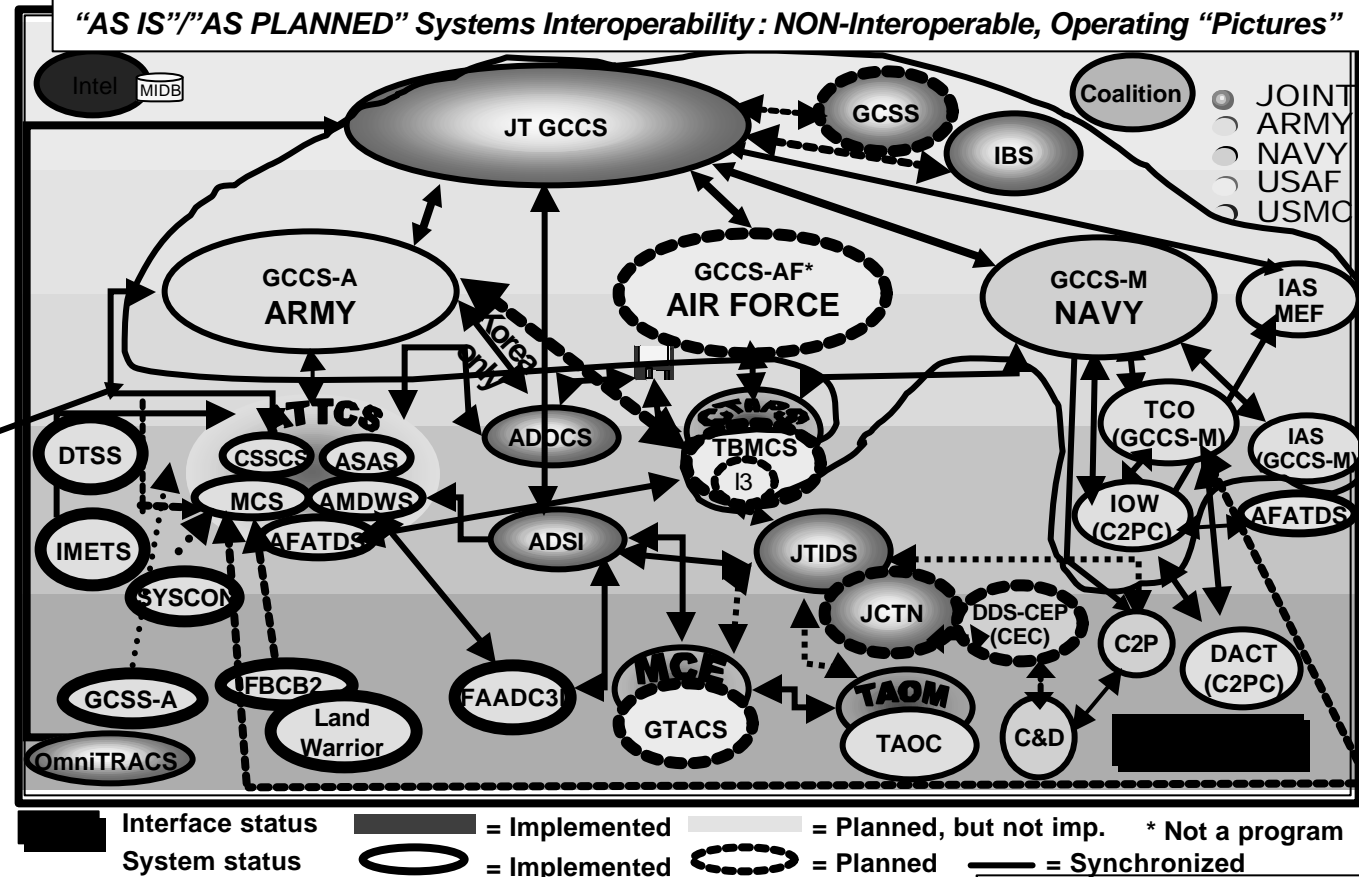 “AS IS”/”AS PLANNED” Systems Interoperability: NON-Interoperable, Operating “Pictures”
Intel
MIDB
JT GCCS
GCSS
IBS
Coalition
JOINT
ARMY
NAVY
USAF
USMC
GCCS-A
ARMY
GCCS-AF*
AIR FORCE
GCCS-M
NAVY
IAS
MEF
Korea
only
ATTCS
DTSS
CSSCS
ASAS
MCS
AMDWS
AFATDS
IMETS
SYSCON
ADOCS
TBMCS
I3
ADSI
TCO
(GCCS-M)
IAS
(GCCS-M)
IOW
(C2PC)
AFATDS
JTIDS
JCTN
DDS-CEP
(CEC)
C2P
DACT
(C2PC)
GCSS-A
FBCB2
Land
Warrior
FAADC3I
MCE
GTACS
TAOM
TAOC
C&D
OmniTRACS
Interface status
= Implemented
= Planned, but not imp.
* Not a program
System status
= Implemented
= Planned
= Synchronized